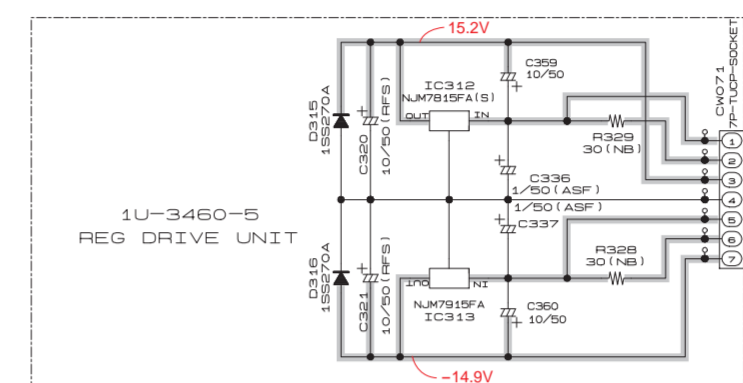 15.2V
C359
10/50
IC312
NJM7815FA(S)
OUT
IN
D315
1SS270A
C320
10/50(RFS)
CW071
7P-TUCP-SOCKET
R329
30(NB)
1
2
3
4
5
6
7
C336
1/50(ASF)
1/50(ASF)
C337
1U-3460-5
REG DRIVE UNIT
R328
30(NB)
D316
1SS270A
C321
10/50(RFS)
OUT
IN
NJM7915FA
IC313
C360
10/50
-14.9V